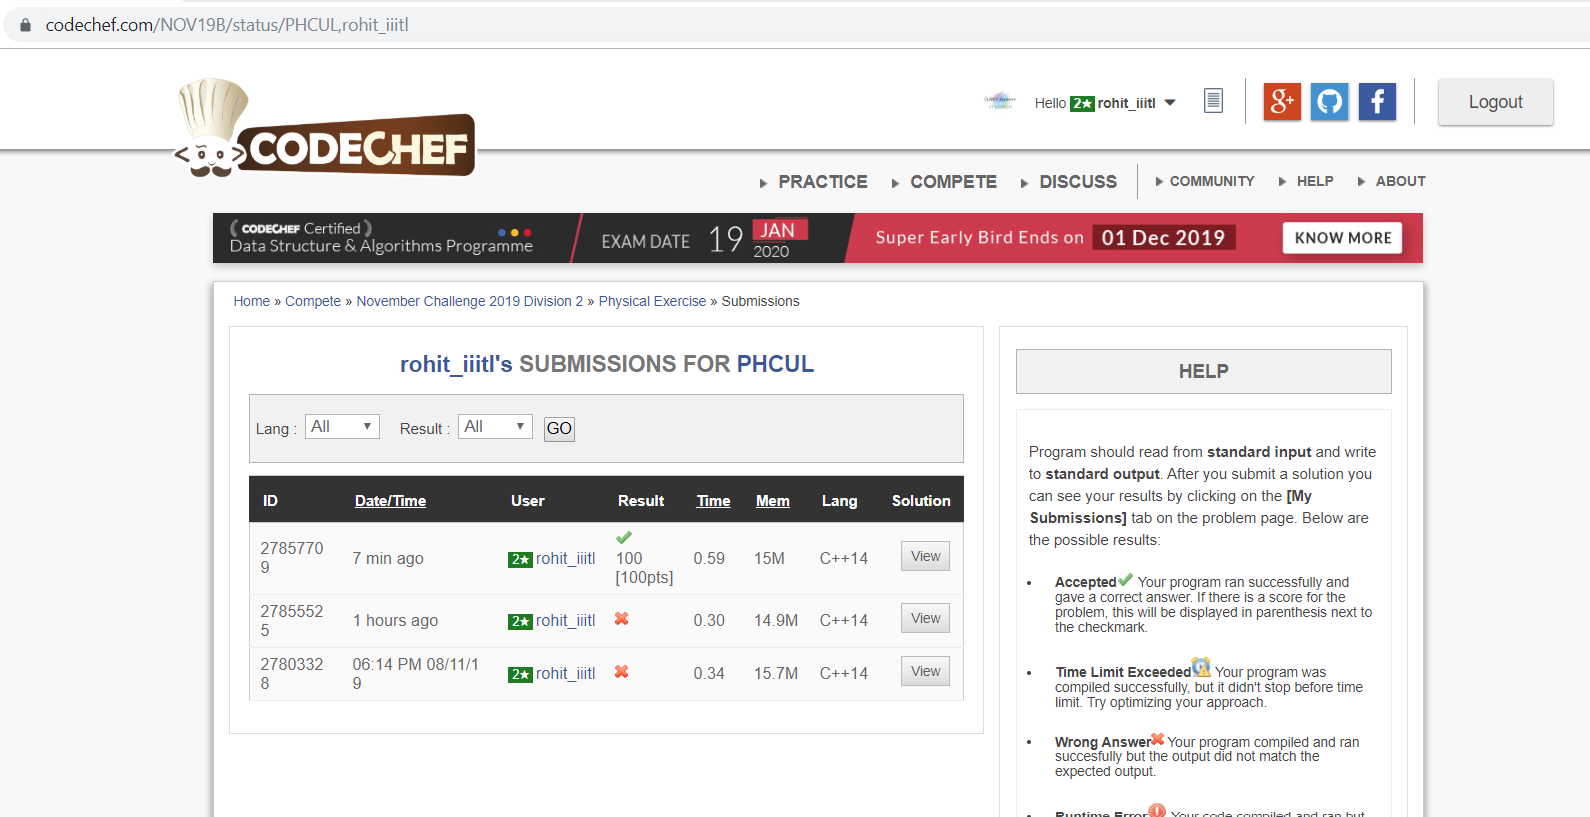 codechef.com/NOV19B/status/PHCUL,rohit_iiitl
Hello 2★ rohit_iiitl
g+
f
Logout
CODECHEF
PRACTICE COMPETE DISCUSS COMMUNITY HELP ABOUT
(CODECHEF Certified)
Data Structure & Algorithms Programme
EXAM DATE 19 JAN 2020
Super Early Bird Ends on 01 Dec 2019 KNOW MORE
Home » Compete » November Challenge 2019 Division 2 » Physical Exercise » Submissions
rohit_iiitl's SUBMISSIONS FOR PHCUL
Lang : All Result : All GO
ID Date/Time User Result Time Mem Lang Solution
2785770
9 7 min ago 2★ rohit_iiitl 100
[100pts] 0.59 15M C++14 View
2785552
5 1 hours ago 2★ rohit_iiitl 0.30 14.9M C++14 View
2780332
8 06:14 PM 08/11/1
9 2★ rohit_iiitl 0.34 15.7M C++14 View
HELP
Program should read from standard input and write
to standard output. After you submit a solution you
can see your results by clicking on the [My
Submissions] tab on the problem page. Below are
the possible results:
Accepted Your program ran successfully and
gave a correct answer. If there is a score for the
problem, this will be displayed in parenthesis next to
the checkmark.
Time Limit Exceeded Your program was
compiled successfully, but it didn't stop before time
limit. Try optimizing your approach.
Wrong Answer Your program compiled and ran
succesfully but the output did not match the
expected output.
Runtime Error Your code compiled and ran but